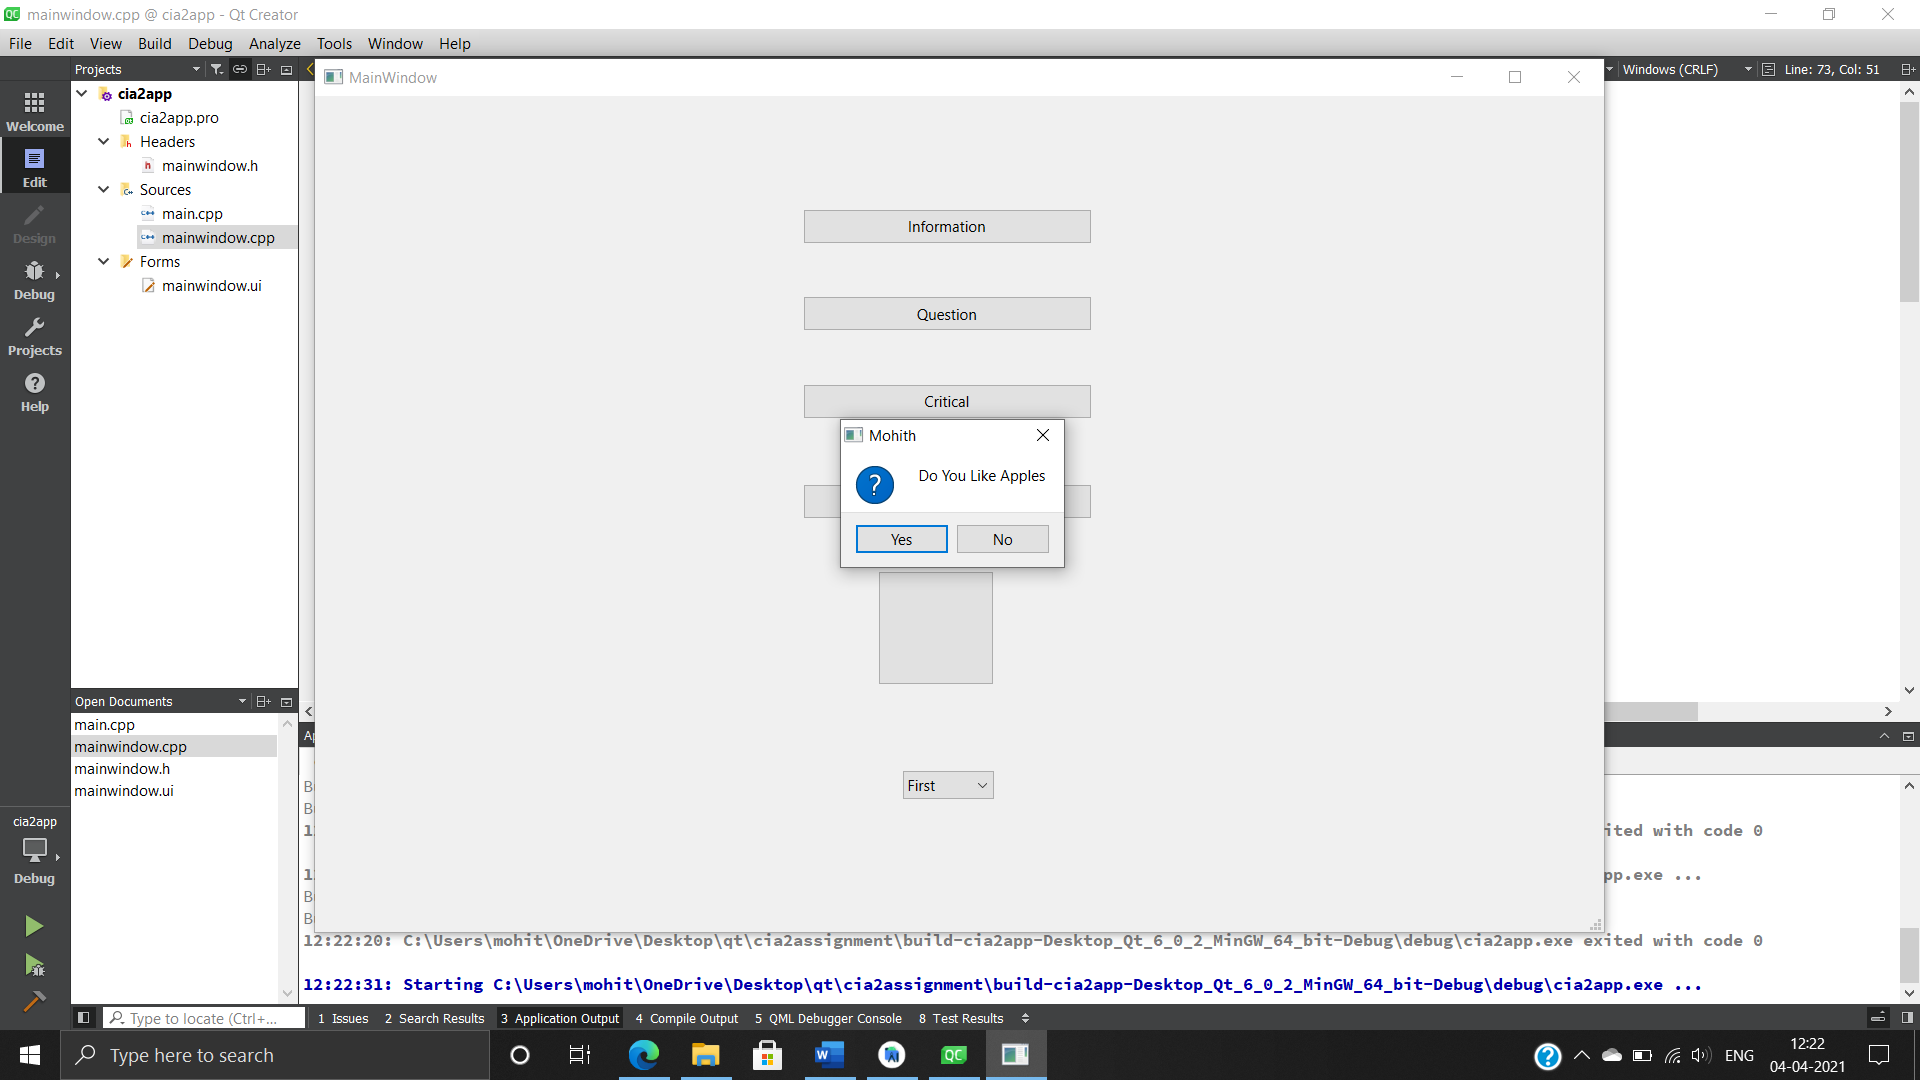 mainwindow.cpp @ cia2app - Qt Creator
File Edit View Build Debug Analyze Tools Window Help
Projects
Windows (CRLF)
Line: 73, Col: 51
Welcome
Edit
Design
Debug
Projects
Help
cia2app
cia2app.pro
Headers
mainwindow.h
Sources
main.cpp
mainwindow.cpp
Forms
mainwindow.ui
MainWindow
Information
Question
Critical
Mohith
Do You Like Apples
Yes
No
First
Open Documents
main.cpp
mainwindow.cpp
mainwindow.h
mainwindow.ui
cia2app
Debug
with code 0
...
12:22:20: C:\Users\mohit\OneDrive\Desktop\qt\cia2assignment\build-cia2app-Desktop_Qt_6_0_2_MinGW_64_bit-Debug\debug\cia2app.exe exited with code 0
12:22:31: Starting C:\Users\mohit\OneDrive\Desktop\qt\cia2assignment\build-cia2app-Desktop_Qt_6_0_2_MinGW_64_bit-Debug\debug\cia2app.exe ...
Type to locate (Ctrl+...
1 Issues 2 Search Results 3 Application Output 4 Compile Output 5 QML Debugger Console 8 Test Results
Type here to search
ENG
12:22
04-04-2021